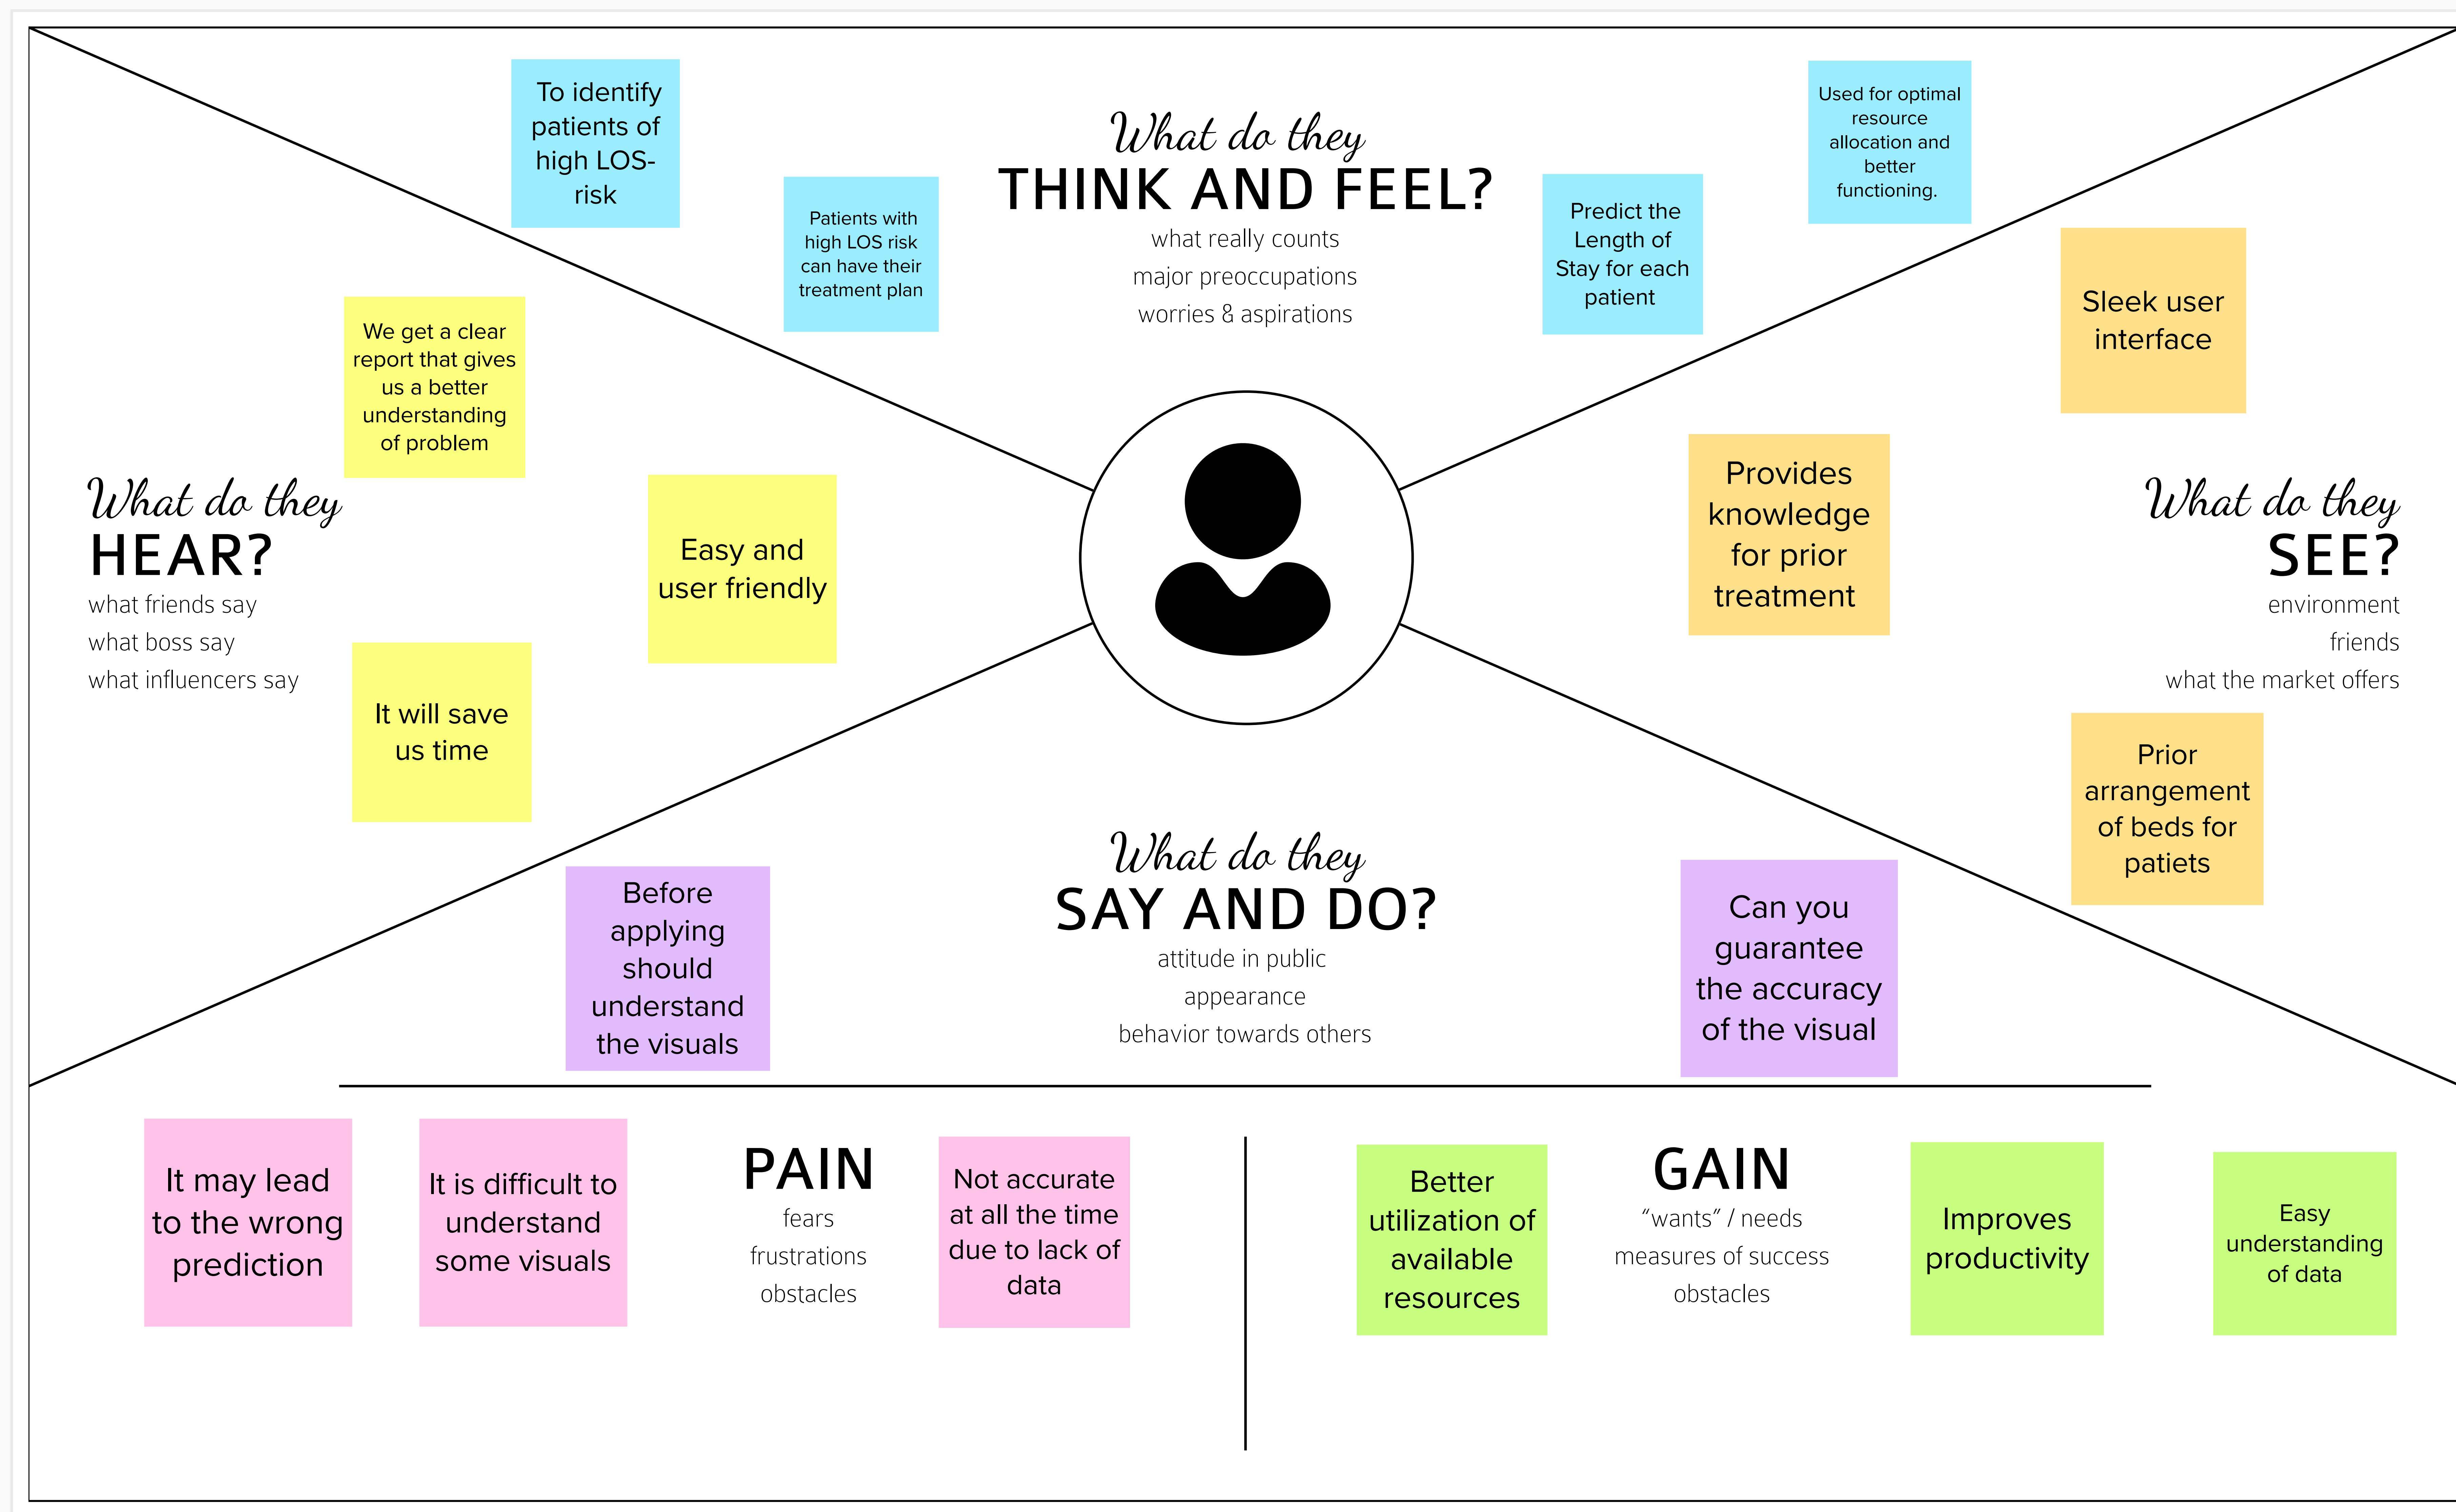 To identify
patients of
high LOS-
risk
Patients with
high LOS risk
can have their
treatment plan
What do they
THINK AND FEEL?
what really counts
major preoccupations
worries & aspirations
Predict the
Length of
Stay for each
patient
Used for optimal
resource
allocation and
better
functioning.
We get a clear
report that gives
us a better
understanding
of problem
What do they
HEAR?
what friends say
what boss say
what influencers say
Easy and
user friendly
It will save
us time
Sleek user
interface
Provides
knowledge
for prior
treatment
What do they
SEE?
environment
friends
what the market offers
Prior
arrangement
of beds for
patiets
Before
applying
should
understand
the visuals
What do they
SAY AND DO?
attitude in public
appearance
behavior towards others
Can you
guarantee
the accuracy
of the visual
It may lead
to the wrong
prediction
It is difficult to
understand
some visuals
PAIN
fears
frustrations
obstacles
Not accurate
at all the time
due to lack of
data
Better
utilization of
available
resources
GAIN
“wants” / needs
measures of success
obstacles
Improves
productivity
Easy
understanding
of data